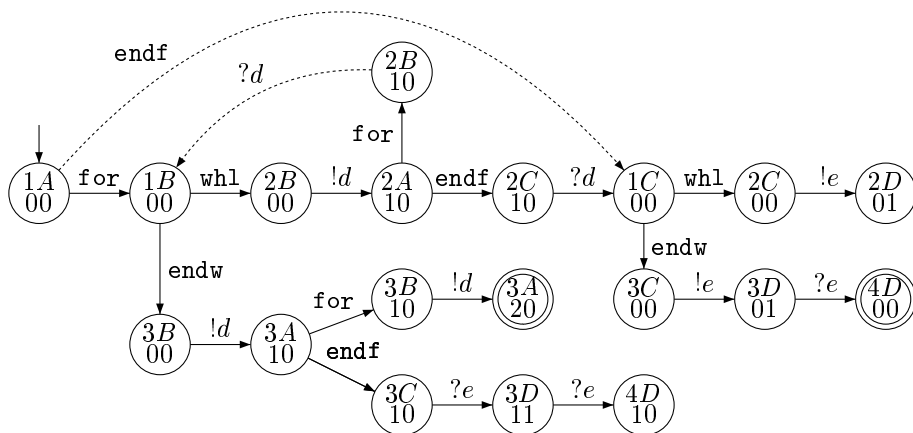 endf
2B
10
?d
for
1A
00
for
1B
00
whl
2B
00
!d
2A
10
endf
2C
10
?d
1C
00
whl
2C
00
!e
2D
01
endw
endw
3B
00
!d
3A
10
for
3B
10
!d
3A
20
3C
00
!e
3D
01
?e
4D
00
endf
3C
10
?e
3D
11
?e
4D
10